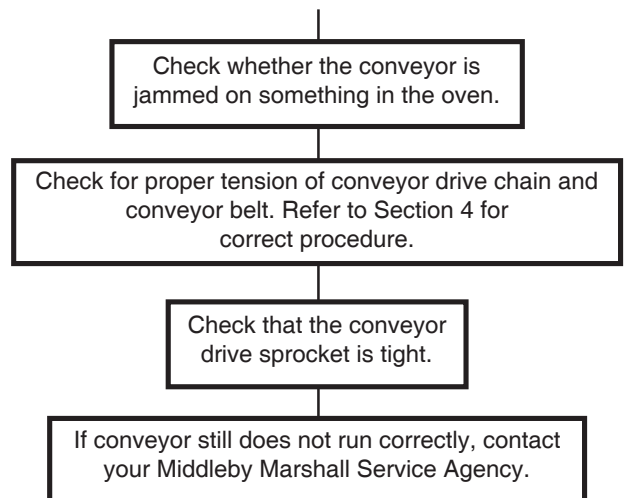 Check whether the conveyor is
jammed on something in the oven.
Check for proper tension of conveyor drive chain and
conveyor belt. Refer to Section 4 for
correct procedure.
Check that the conveyor
drive sprocket is tight.
If conveyor still does not run correctly, contact
your Middleby Marshall Service Agency.